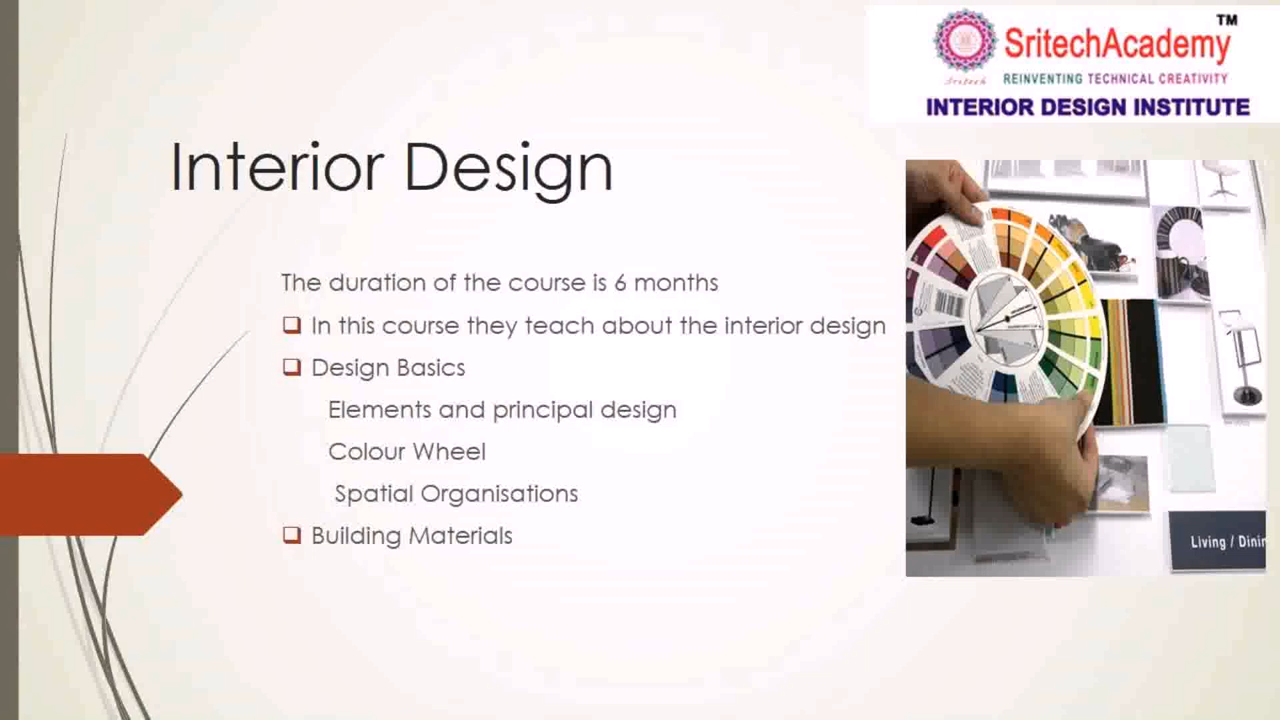 TM
SritechAcademy
Sritech
REINVENTING TECHNICAL CREATIVITY
INTERIOR DESIGN INSTITUTE
Interior Design
The duration of the course is 6 months
In this course they teach about the interior design
Design Basics
Elements and principal design
Colour Wheel
Spatial Organisations
Building Materials
Living / Dinin